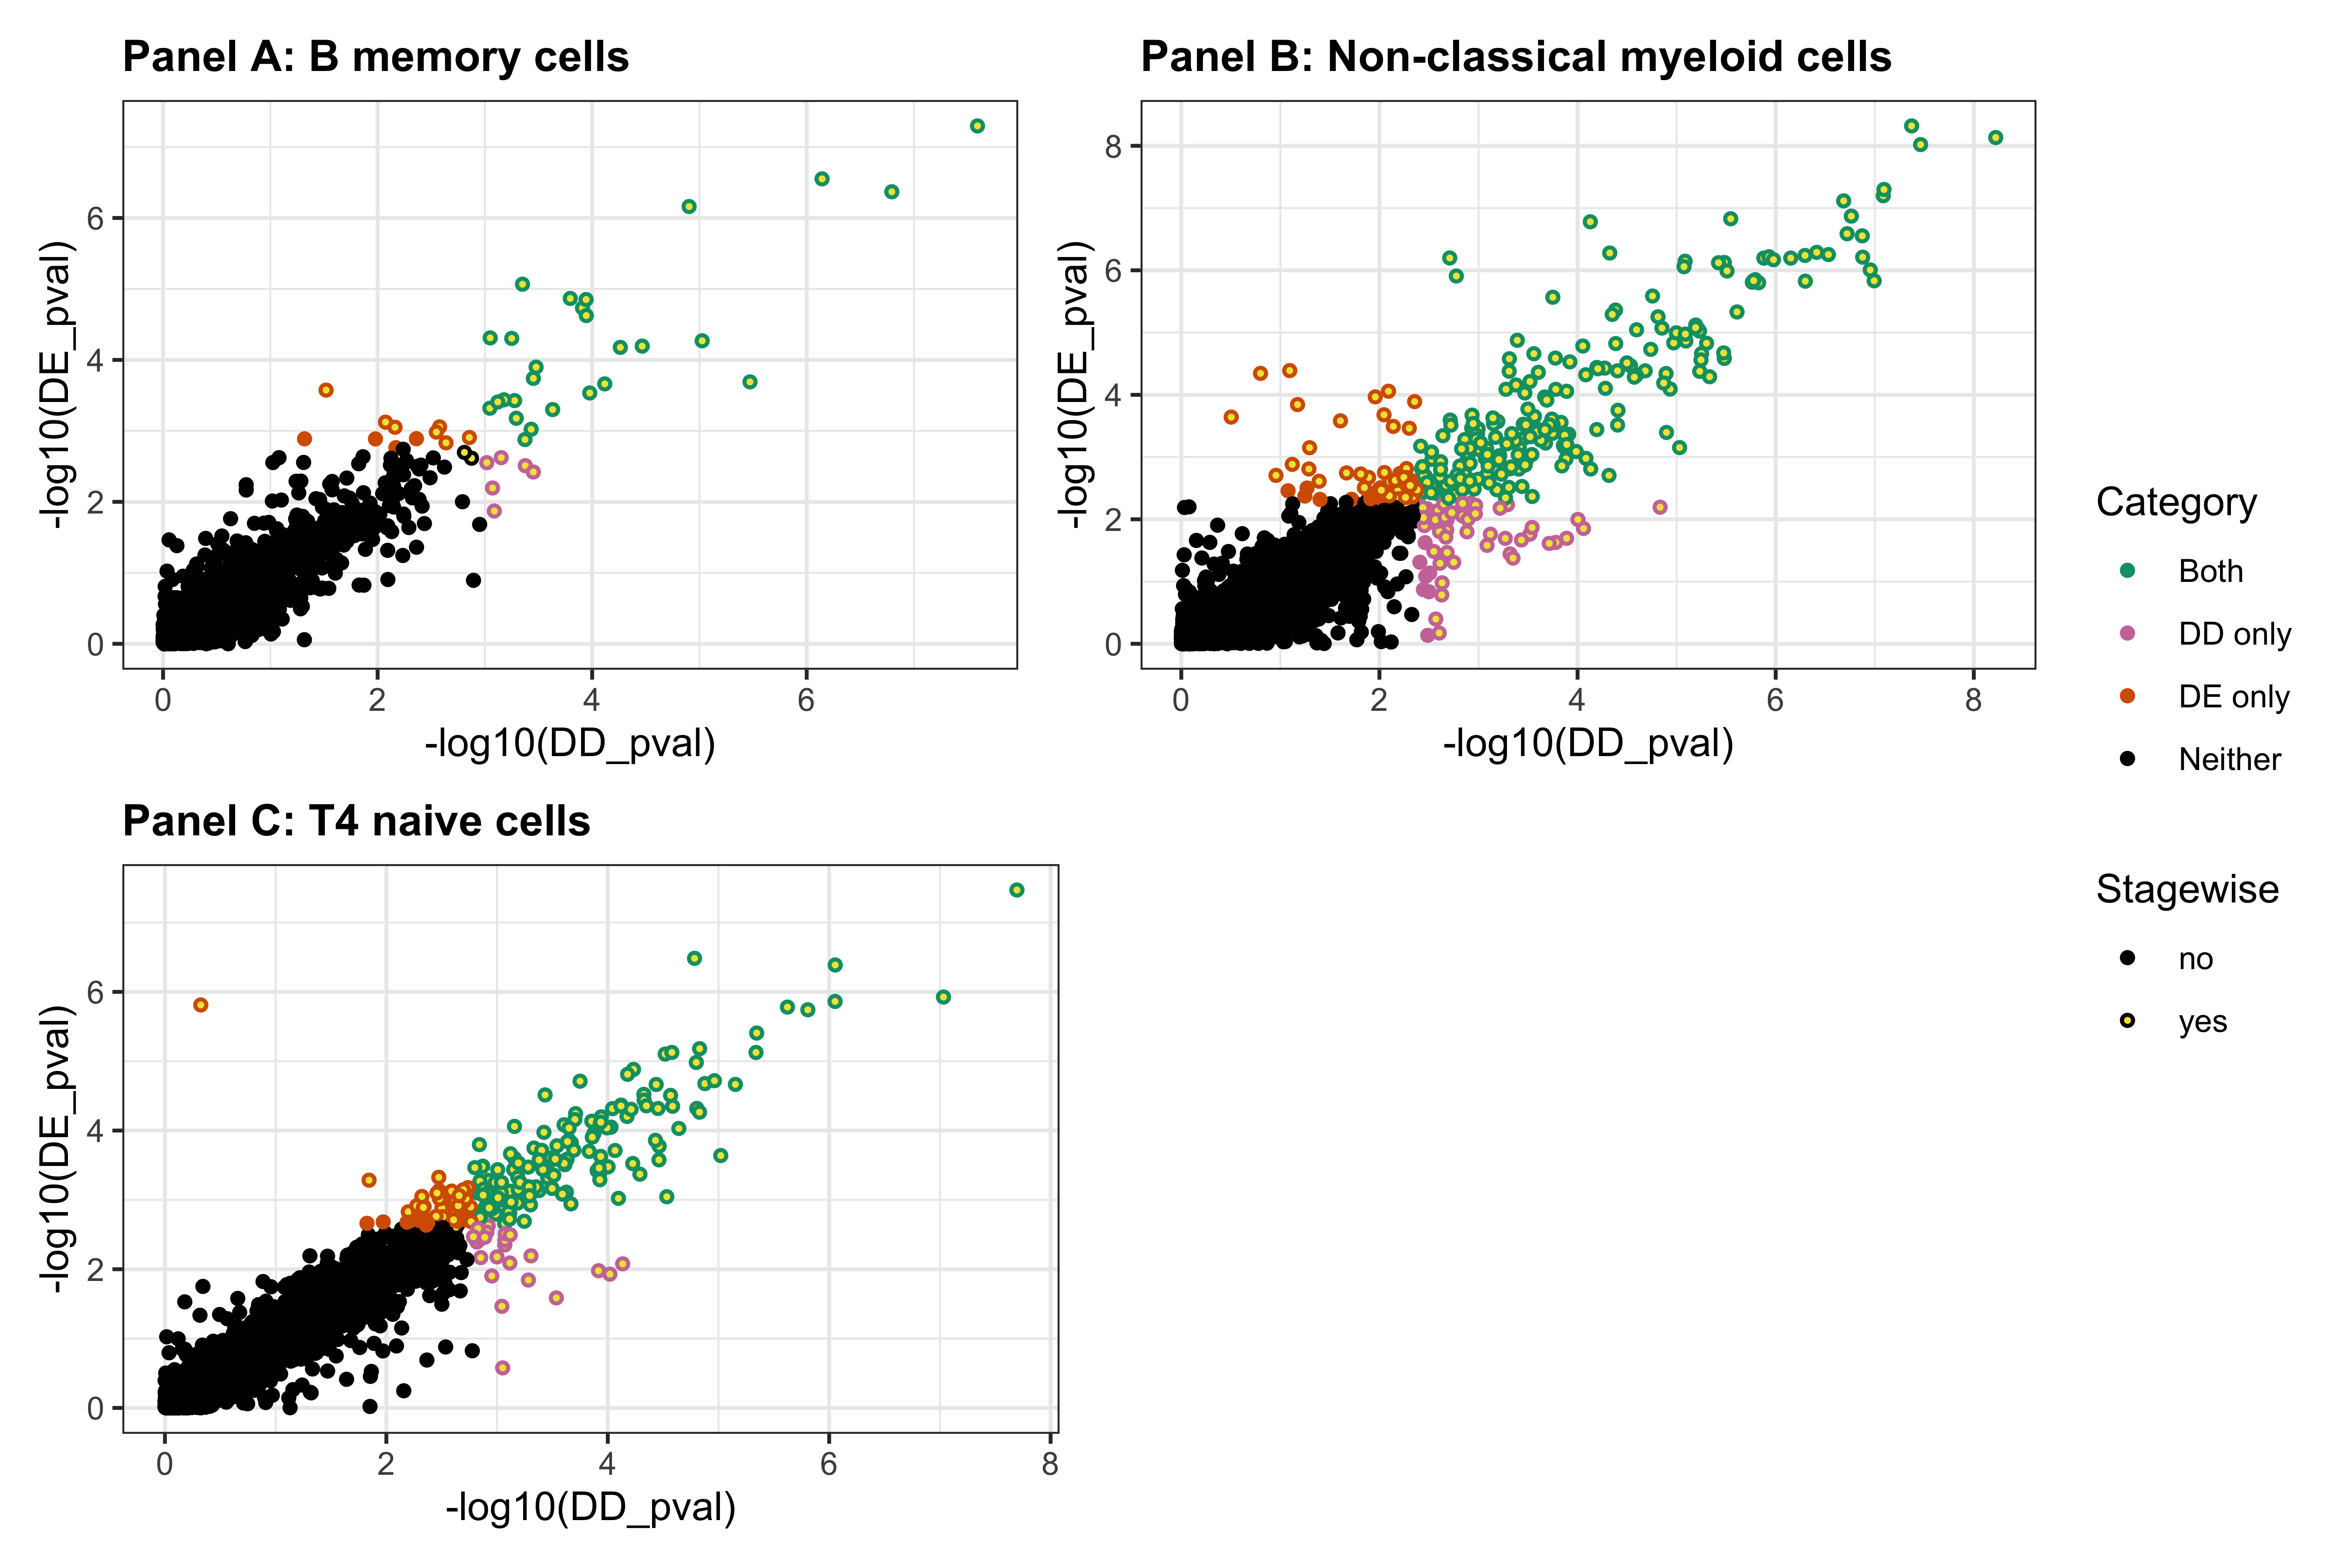 Panel A: B memory cells
-log10(DE_pval)
6
4
2
0
0 2 4 6
-log10(DD_pval)
Panel B: Non-classical myeloid cells
-log10(DE_pval)
8
6
4
2
0
0 2 4 6 8
-log10(DD_pval)
Panel C: T4 naive cells
-log10(DE_pval)
6
4
2
0
0 2 4 6 8
-log10(DD_pval)
Category
Both
DD only
DE only
Neither
Stagewise
no
yes